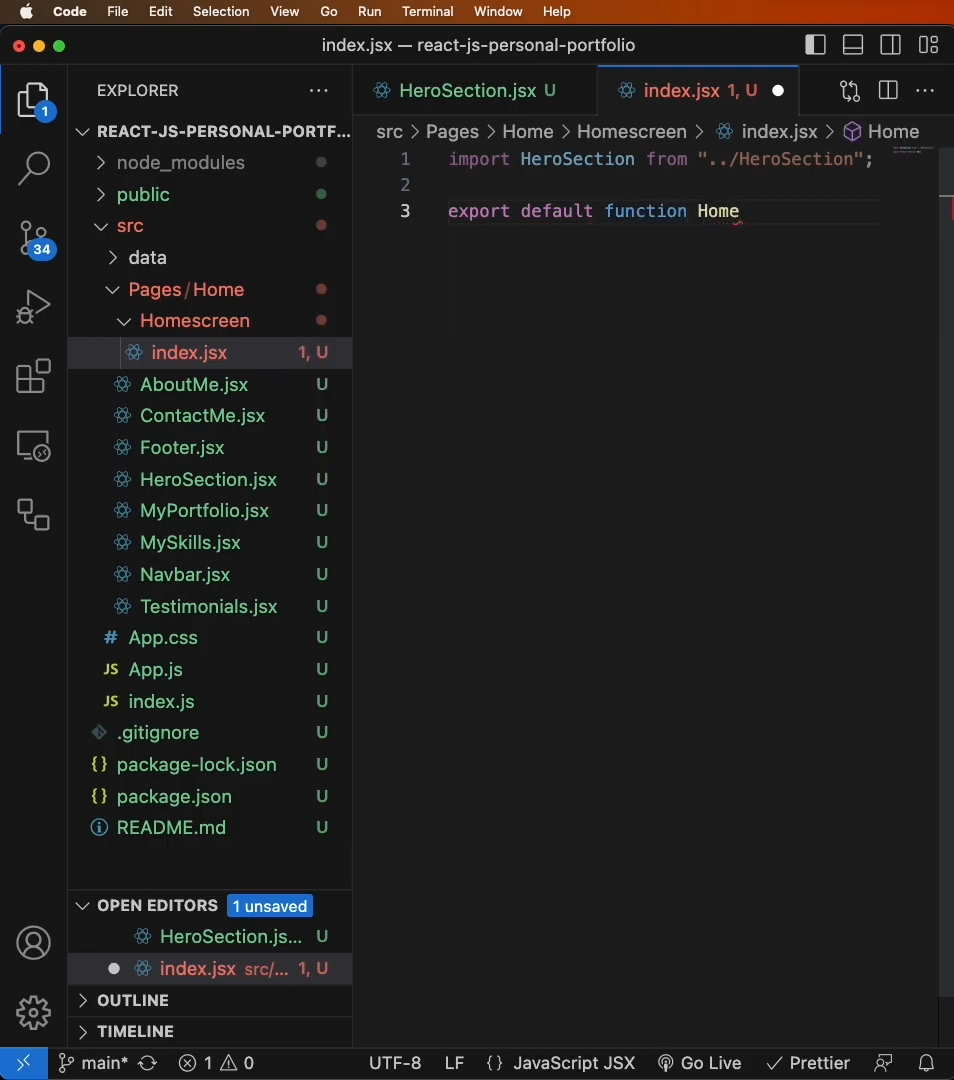 Code File Edit Selection View Go Run Terminal Window Help
index.jsx — react-js-personal-portfolio
1
34
EXPLORER
REACT-JS-PERSONAL-PORTF...
node_modules
public
src
data
Pages/Home
Homescreen
index.jsx 1, U
AboutMe.jsx U
ContactMe.jsx U
Footer.jsx U
HeroSection.jsx U
MyPortfolio.jsx U
MySkills.jsx U
Navbar.jsx U
Testimonials.jsx U
# App.css U
JS App.js U
JS index.js U
.gitignore U
{} package-lock.json U
{} package.json U
README.md U
OPEN EDITORS 1 unsaved
HeroSection.js... U
index.jsx src/... 1, U
OUTLINE
TIMELINE
HeroSection.jsx U index.jsx 1, U
src > Pages > Home > Homescreen > index.jsx > Home
1 import HeroSection from "../HeroSection";
2
3 export default function Home
main* 1 0 UTF-8 LF {} JavaScript JSX Go Live Prettier